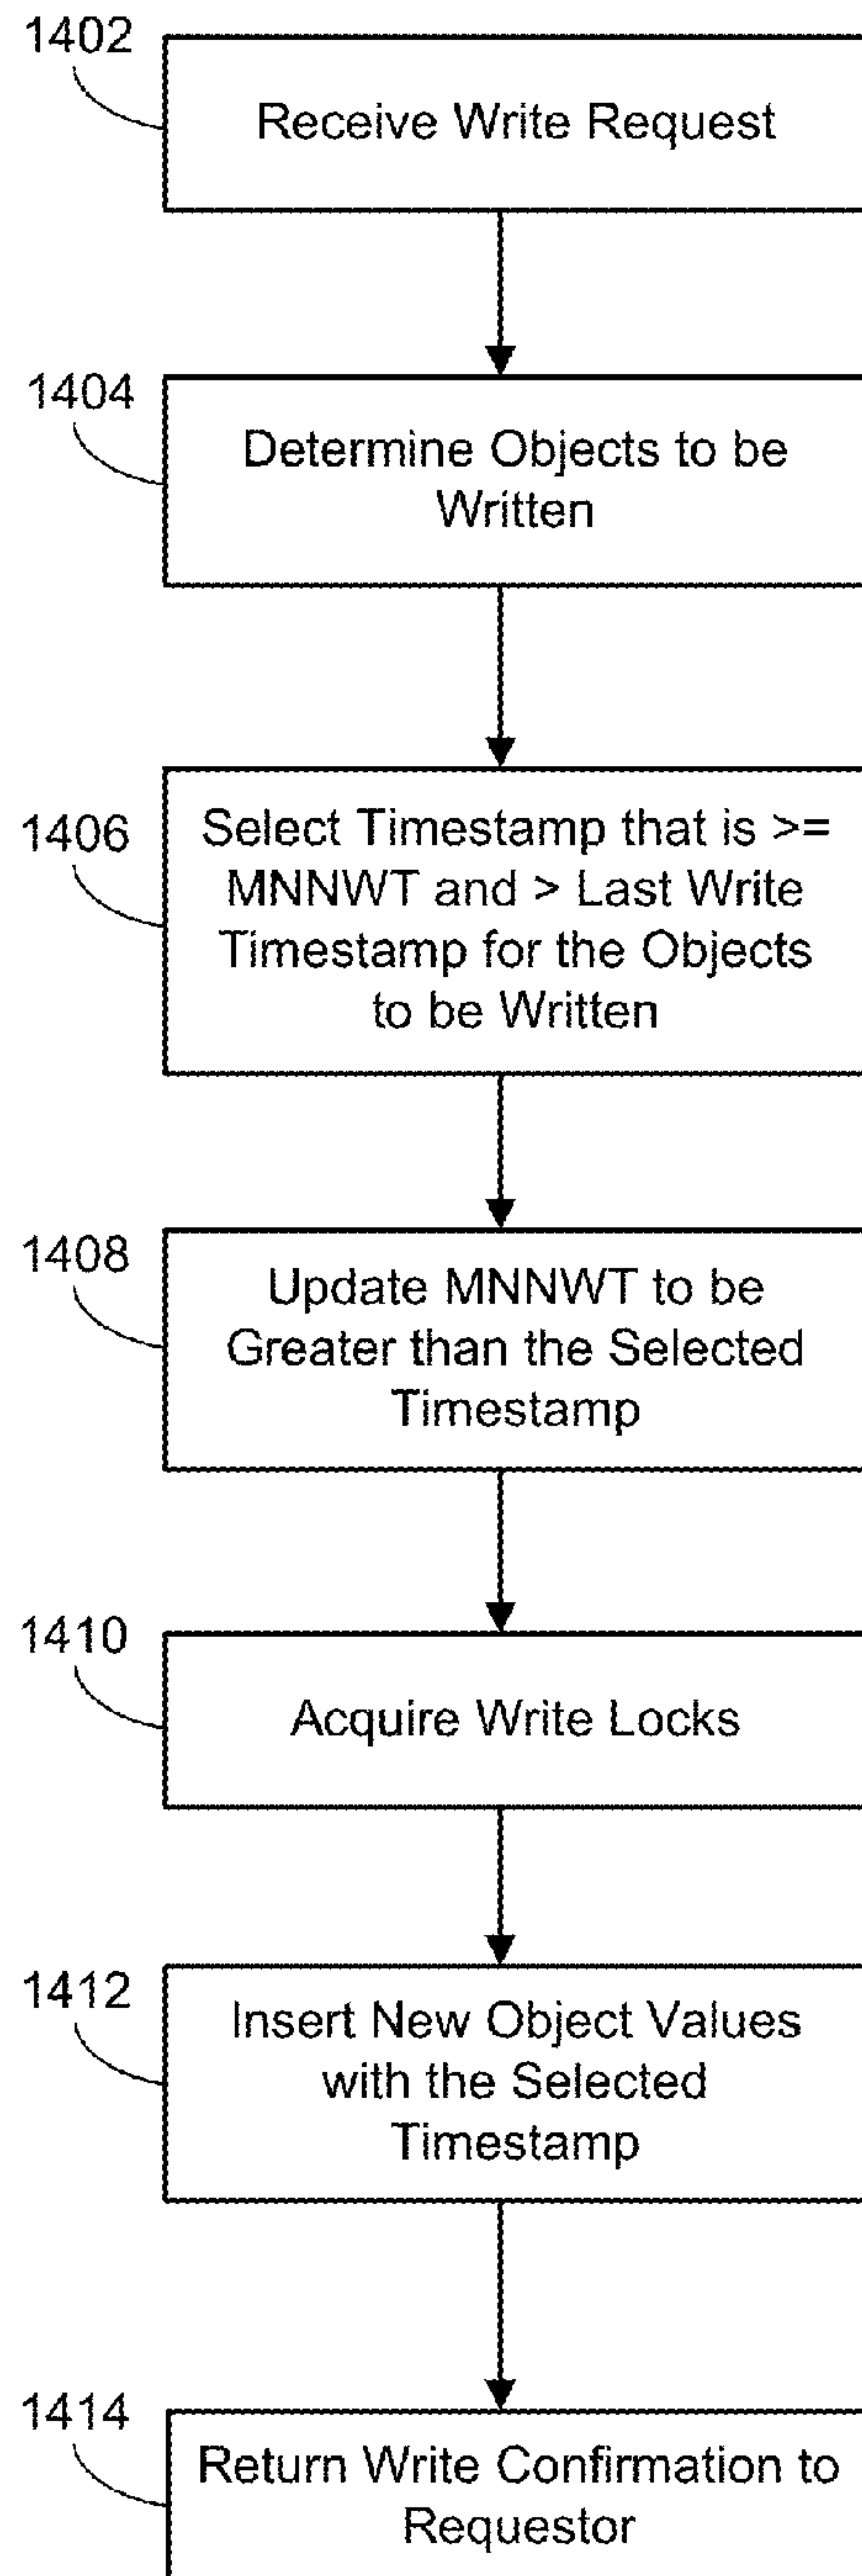 1402
Receive Write Request
1404
Determine Objects to be
Written
1406
Select Timestamp that is >=
MNNWT and > Last Write
Timestamp for the Objects
to be Written
1408
Update MNNWT to be
Greater than the Selected
Timestamp
1410
Acquire Write Locks
1412
Insert New Object Values
with the Selected
Timestamp
1414
Return Write Confirmation to
Requestor